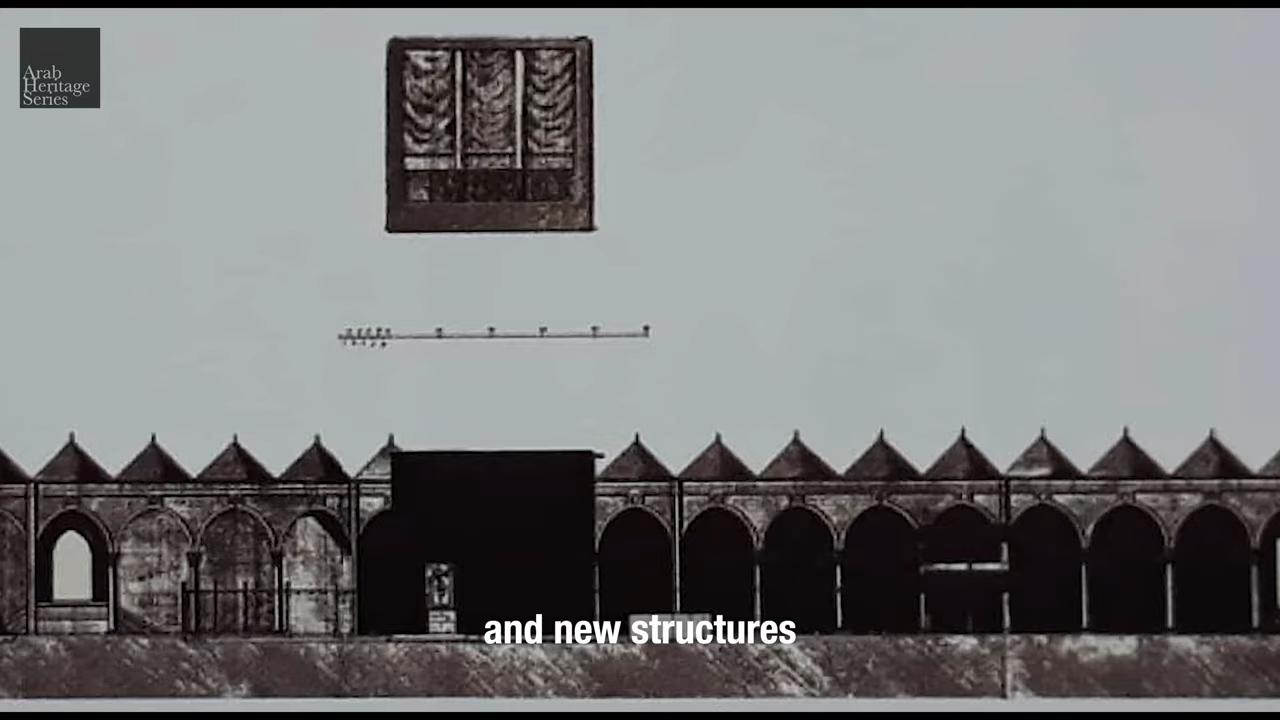 Arab
Heritage
Series
and new structures